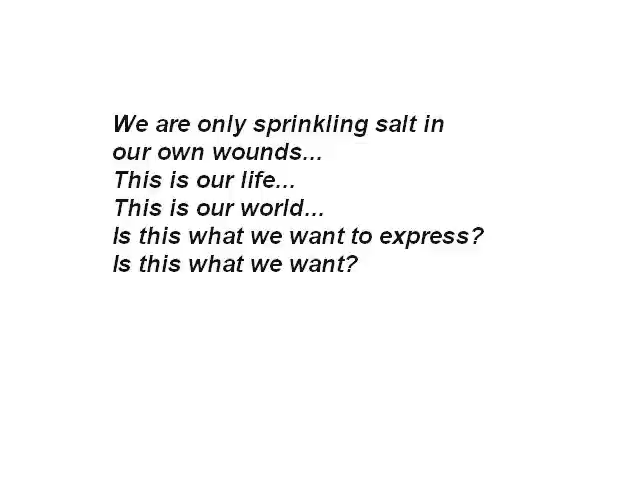 We are only sprinkling salt in
our own wounds...
This is our life...
This is our world...
Is this what we want to express?
Is this what we want?